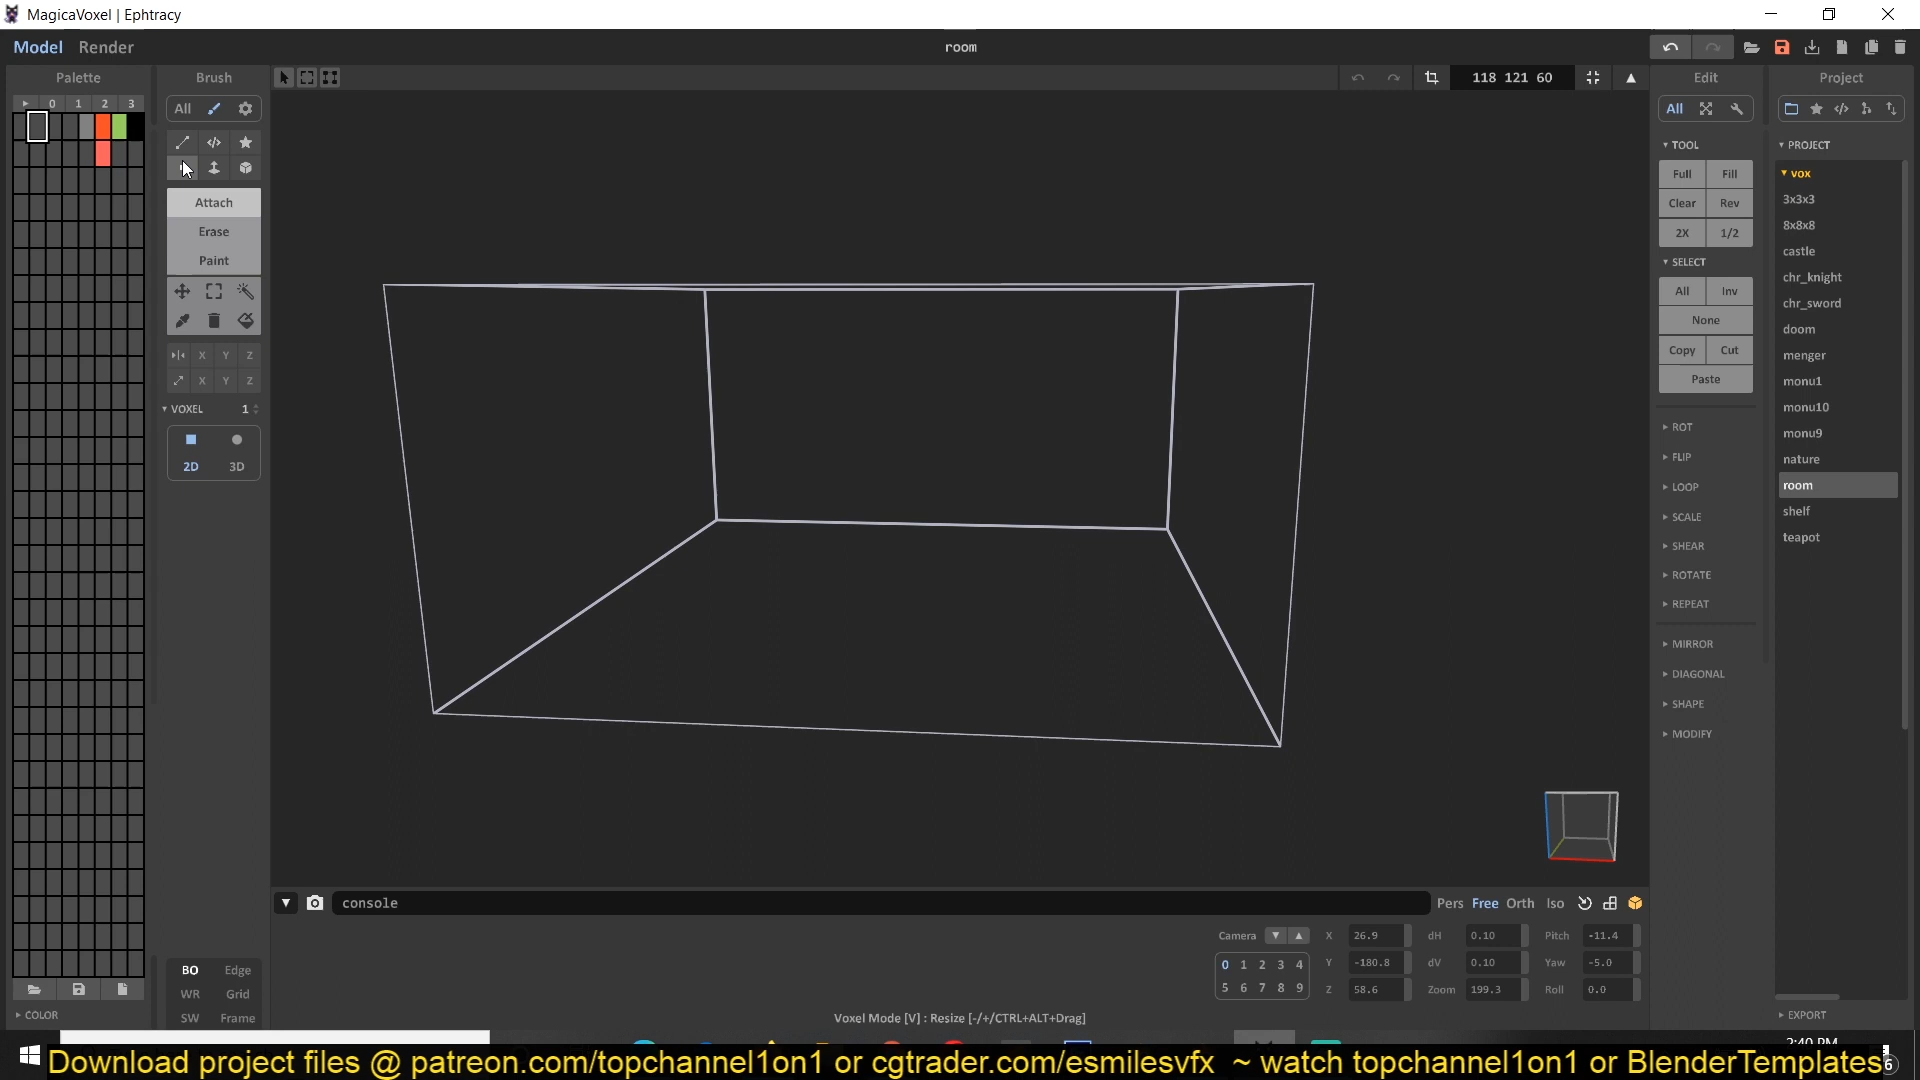 MagicaVoxel | Ephtracy
Model Render
room
Palette
Brush
118 121 60
Edit
Project
0 1 2 3
All
All
TOOL
PROJECT
Full Fill
vox
Clear Rev
3x3x3
2X 1/2
8x8x8
Attach
Erase
Paint
SELECT
castle
All Inv
chr_knight
None
chr_sword
Copy Cut
doom
Paste
menger
monu1
monu10
monu9
nature
room
shelf
teapot
X Y Z
X Y Z
VOXEL 1
2D 3D
ROT
FLIP
LOOP
SCALE
SHEAR
ROTATE
REPEAT
MIRROR
DIAGONAL
SHAPE
MODIFY
console
Pers Free Orth Iso
Camera X 26.9 dH 0.10 Pitch -11.4
0 1 2 3 4 Y -180.8 dV 0.10 Yaw -5.0
5 6 7 8 9 Z 58.6 Zoom 199.3 Roll 0.0
BO Edge
WR Grid
SW Frame
COLOR
Voxel Mode [V] : Resize [-/+/CTRL+ALT+Drag]
EXPORT
2:40 PM
Download project files @ patreon.com/topchannel1on1 or cgtrader.com/esmilesvfx ~ watch topchannel1on1 or BlenderTemplates
6